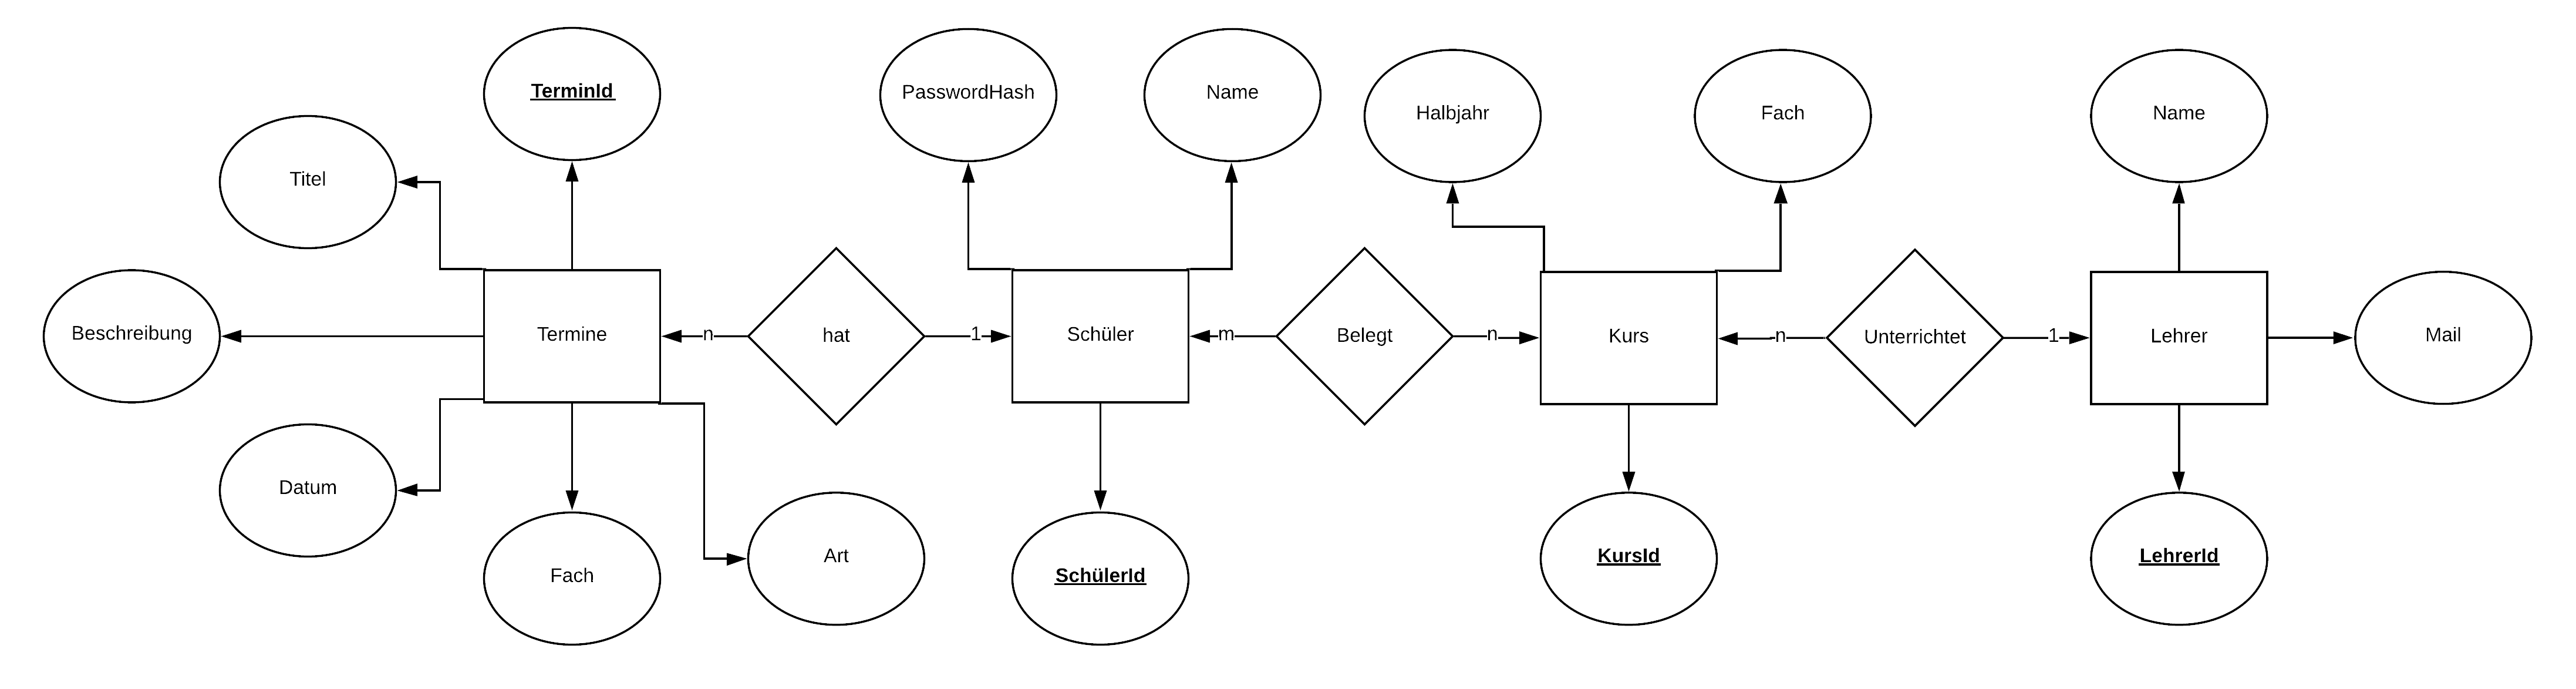 TerminId
PasswordHash
Name
Halbjahr
Fach
Name
Titel
Beschreibung
Termine
n
hat
1
Schüler
m
Belegt
n
Kurs
n
Unterrichtet
1
Lehrer
Mail
Datum
Fach
Art
SchülerId
KursId
LehrerId